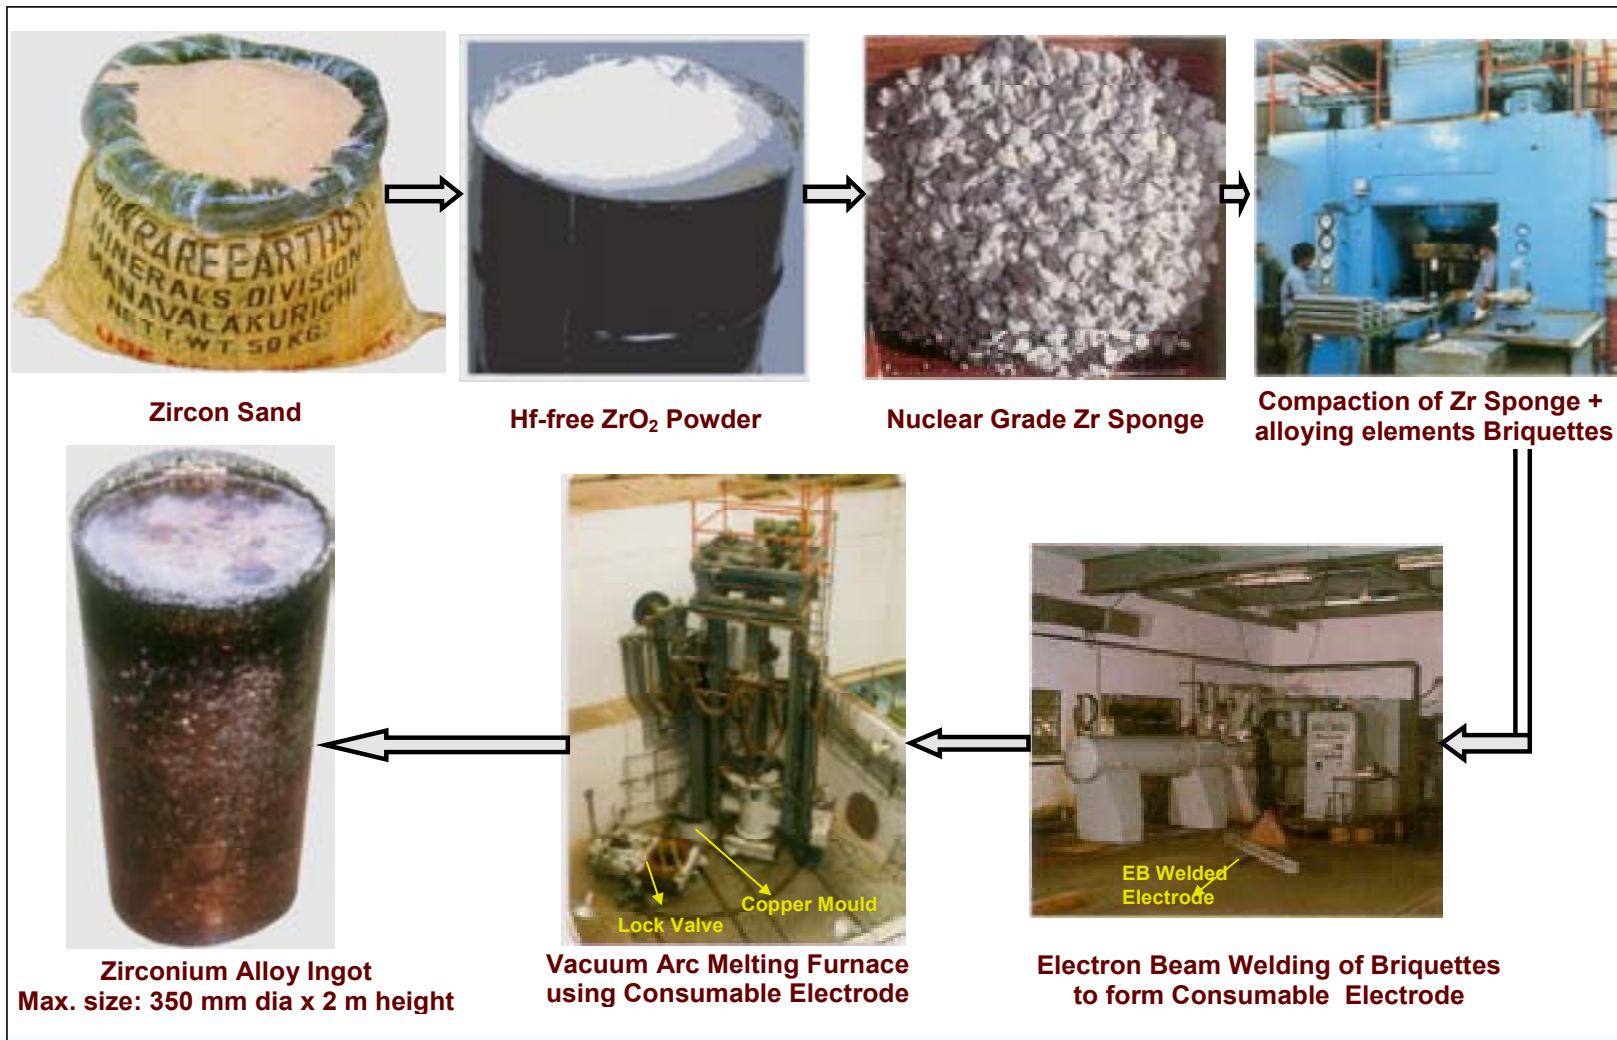 RARE EARTHS
MINERALS DIVISION
MANAVALAKURICHI
NETT. WT. 50 KG
Zircon Sand
Hf-free ZrO₂ Powder
Nuclear Grade Zr Sponge
Compaction of Zr Sponge +
alloying elements Briquettes
EB Welded
Electrode
Copper Mould
Lock Valve
Zirconium Alloy Ingot
Max. size: 350 mm dia x 2 m height
Vacuum Arc Melting Furnace
using Consumable Electrode
Electron Beam Welding of Briquettes
to form Consumable Electrode